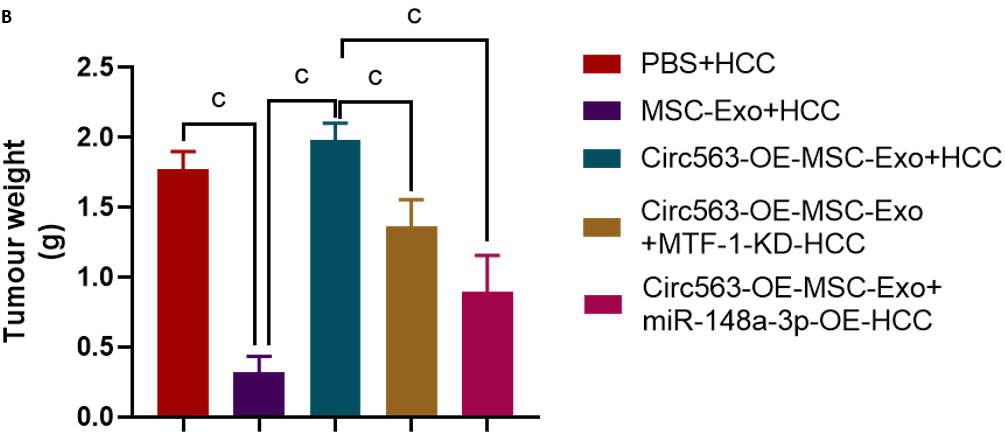 B
C
C
C
C
2.5
2.0
1.5
1.0
0.5
0.0
Tumour weight
(g)
PBS+HCC
MSC-Exo+HCC
Circ563-OE-MSC-Exo+HCC
Circ563-OE-MSC-Exo
+MTF-1-KD-HCC
Circ563-OE-MSC-Exo+
miR-148a-3p-OE-HCC